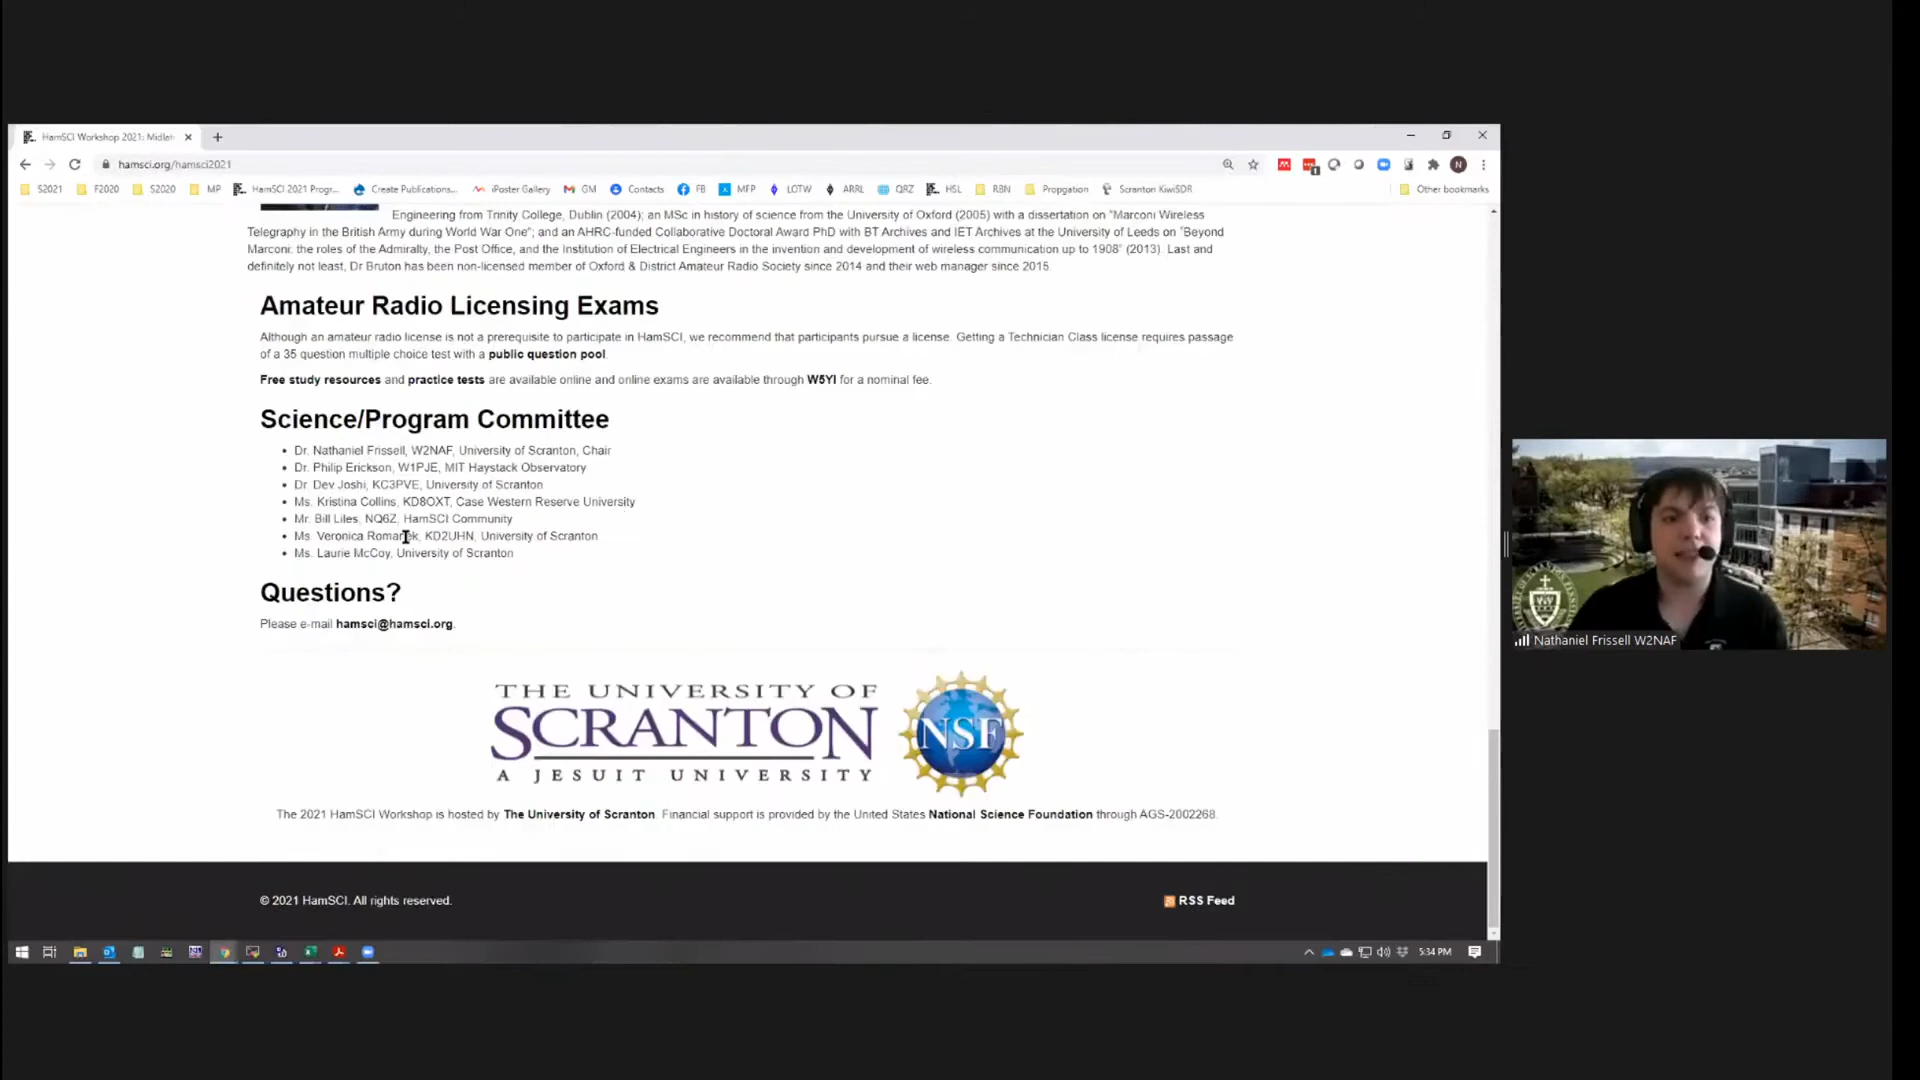 HamSCI Workshop 2021: Midlat
hamsci.org/hamsci2021
S2021 F2020 S2020 MP HamSCI 2021 Progr... Create Publications... iPoster Gallery GM Contacts FB MFP LOTW ARRL QRZ HSL RBN Propgation Scranton KiwiSDR Other bookmarks
Engineering from Trinity College, Dublin (2004); an MSc in history of science from the University of Oxford (2005) with a dissertation on "Marconi Wireless
Telegraphy in the British Army during World War One"; and an AHRC-funded Collaborative Doctoral Award PhD with BT Archives and IET Archives at the University of Leeds on "Beyond
Marconi: the roles of the Admiralty, the Post Office, and the Institution of Electrical Engineers in the invention and development of wireless communication up to 1908" (2013). Last and
definitely not least, Dr Bruton has been non-licensed member of Oxford & District Amateur Radio Society since 2014 and their web manager since 2015.
Amateur Radio Licensing Exams
Although an amateur radio license is not a prerequisite to participate in HamSCI, we recommend that participants pursue a license. Getting a Technician Class license requires passage
of a 35 question multiple choice test with a public question pool.
Free study resources and practice tests are available online and online exams are available through W5YI for a nominal fee.
Science/Program Committee
Dr. Nathaniel Frissell, W2NAF, University of Scranton, Chair
Dr. Philip Erickson, W1PJE, MIT Haystack Observatory
Dr. Dev Joshi, KC3PVE, University of Scranton
Ms. Kristina Collins, KD8OXT, Case Western Reserve University
Mr. Bill Liles, NQ6Z, HamSCI Community
Ms. Veronica Romanek, KD2UHN, University of Scranton
Ms. Laurie McCoy, University of Scranton
Questions?
Please e-mail hamsci@hamsci.org.
THE UNIVERSITY OF
SCRANTON
A JESUIT UNIVERSITY
NSF
The 2021 HamSCI Workshop is hosted by The University of Scranton. Financial support is provided by the United States National Science Foundation through AGS-2002268.
© 2021 HamSCI. All rights reserved.
RSS Feed
5:34 PM
Nathaniel Frissell W2NAF